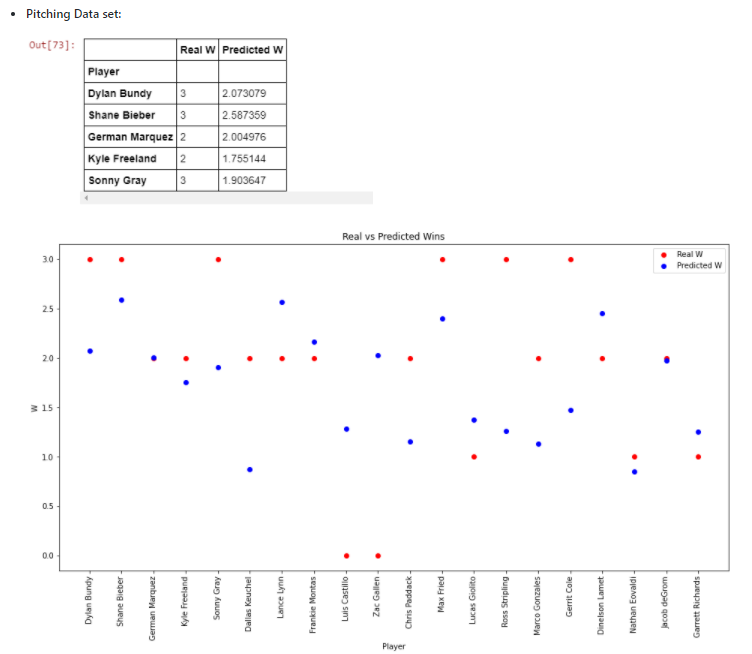 • Pitching Data set:
Out[73]:
Real W Predicted W
Player
Dylan Bundy 3 2.073079
Shane Bieber 3 2.587359
German Marquez 2 2.004976
Kyle Freeland 2 1.755144
Sonny Gray 3 1.903647
Real vs Predicted Wins
Real W
Predicted W
3.0
2.5
2.0
1.5
1.0
0.5
0.0
W
Dylan Bundy
Shane Bieber
German Marquez
Kyle Freeland
Sonny Gray
Dallas Keuchel
Lance Lynn
Frankie Montas
Luis Castillo
Zac Gallen
Chris Paddack
Max Fried
Lucas Giolito
Ross Stripling
Marco Gonzales
Gerrit Cole
Dinelson Lamet
Nathan Eovaldi
Jacob deGrom
Garrett Richards
Player